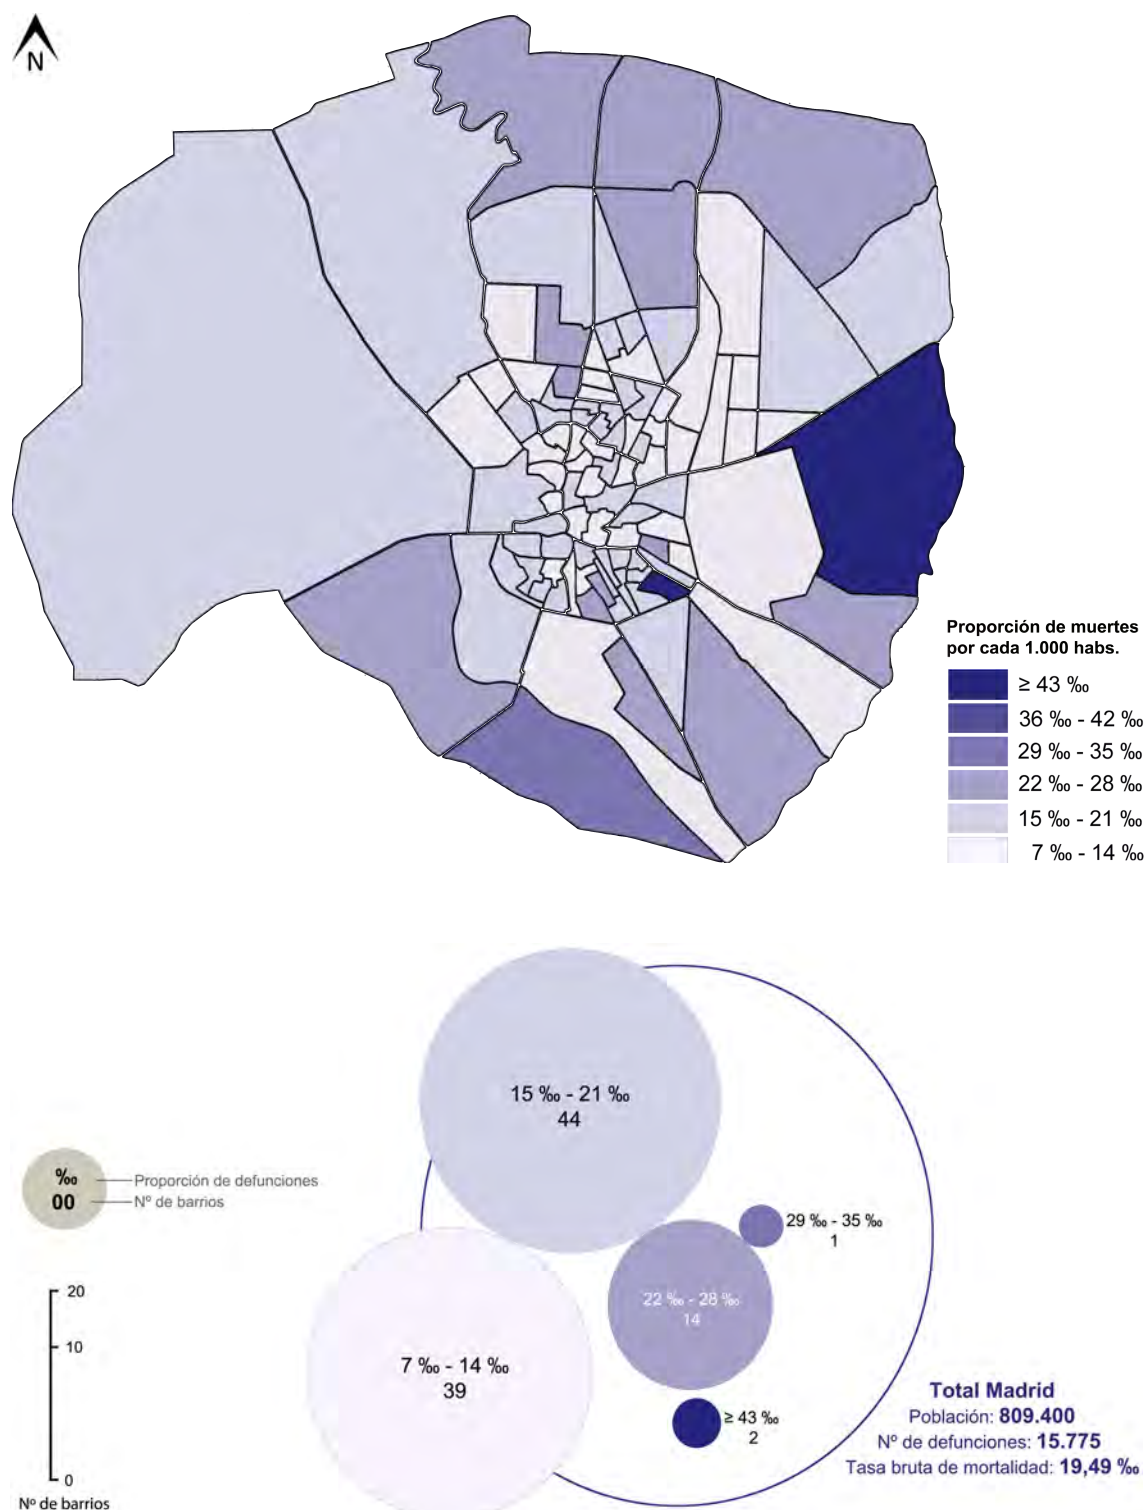 N
Proporción de muertes
por cada 1.000 habs.
≥ 43 ‰
36 ‰ - 42 ‰
29 ‰ - 35 ‰
22 ‰ - 28 ‰
15 ‰ - 21 ‰
7 ‰ - 14 ‰
15 ‰ - 21 ‰
44
‰
Proporción de defunciones
00
Nº de barrios
29 ‰ - 35 ‰
1
22 ‰ - 28 ‰
14
7 ‰ - 14 ‰
39
≥ 43 ‰
2
20
10
0
Nº de barrios
Total Madrid
Población: 809.400
Nº de defunciones: 15.775
Tasa bruta de mortalidad: 19,49 ‰